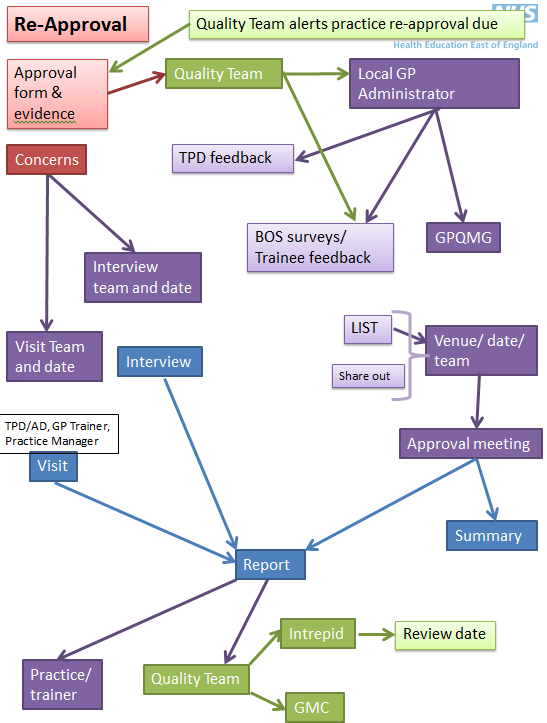 Re-Approval
Quality Team alerts practice re-approval due
NHS
Health Education East of England
Approval
form &
evidence
Quality Team
Local GP
Administrator
Concerns
TPD feedback
BOS surveys/
Trainee feedback
GPQMG
Interview
team and date
Visit Team
and date
Interview
LIST
Share out
Venue/ date/
team
TPD/AD, GP Trainer,
Practice Manager
Visit
Approval meeting
Summary
Report
Practice/
trainer
Quality Team
Intrepid
Review date
GMC